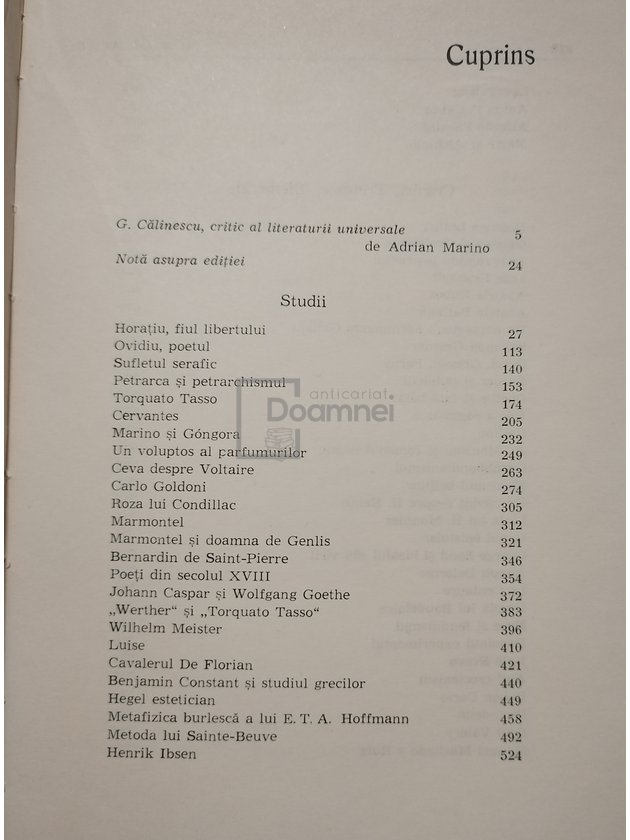 Cuprins
G. Călinescu, critic al literaturii universale 5
de Adrian Marino
Notă asupra ediției 24
Studii
Horațiu, fiul libertului 27
Ovidiu, poetul 113
Sufletul serafic 140
Petrarca și petrarchismul 153
Torquato Tasso 174
Cervantes 205
Marino și Góngora 232
Un voluptos al parfumurilor 249
Ceva despre Voltaire 263
Carlo Goldoni 274
Roza lui Condillac 305
Marmontel 312
Marmontel și doamna de Genlis 321
Bernardin de Saint-Pierre 346
Poeți din secolul XVIII 354
Johann Caspar și Wolfgang Goethe 372
„Werther“ și „Torquato Tasso“ 383
Wilhelm Meister 396
Luise 410
Cavalerul De Florian 421
Benjamin Constant și studiul grecilor 440
Hegel estetician 449
Metafizica burlescă a lui E. T. A. Hoffmann 458
Metoda lui Sainte-Beuve 492
Henrik Ibsen 524
anticariat
Doamnei